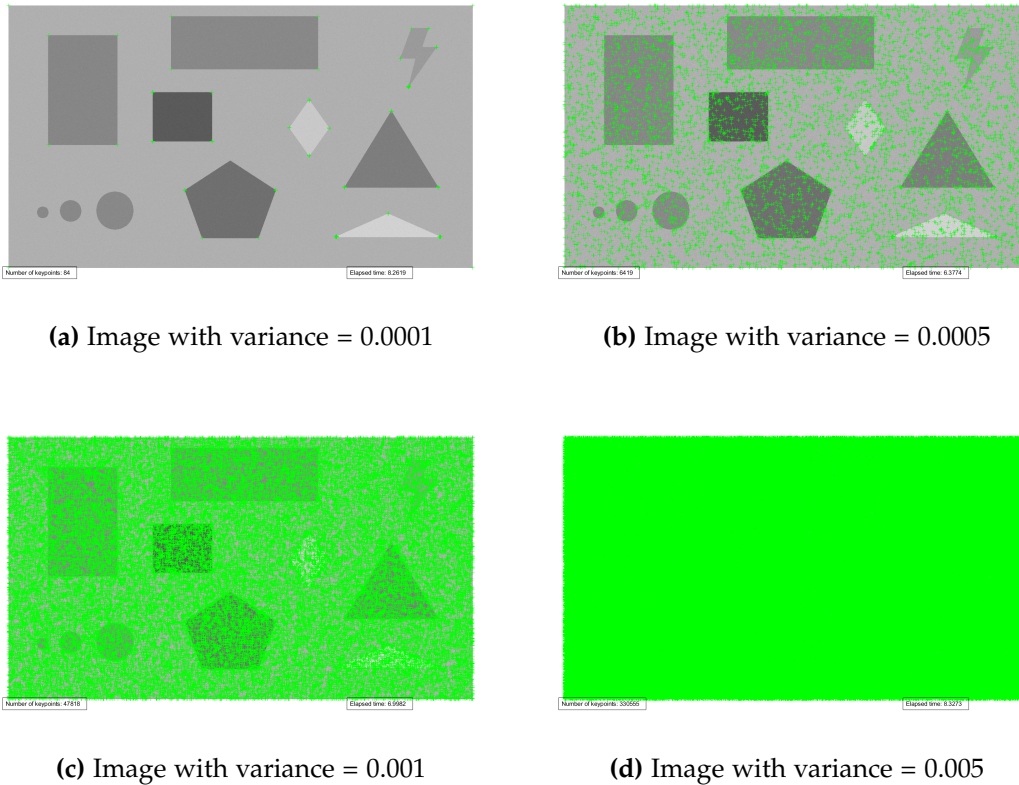 Number of keypoints: 84
Elapsed time: 8.2619
Number of keypoints: 6419
Elapsed time: 6.3774
(a) Image with variance = 0.0001
(b) Image with variance = 0.0005
Number of keypoints: 47818
Elapsed time: 6.9982
Number of keypoints: 330555
Elapsed time: 8.3273
(c) Image with variance = 0.001
(d) Image with variance = 0.005